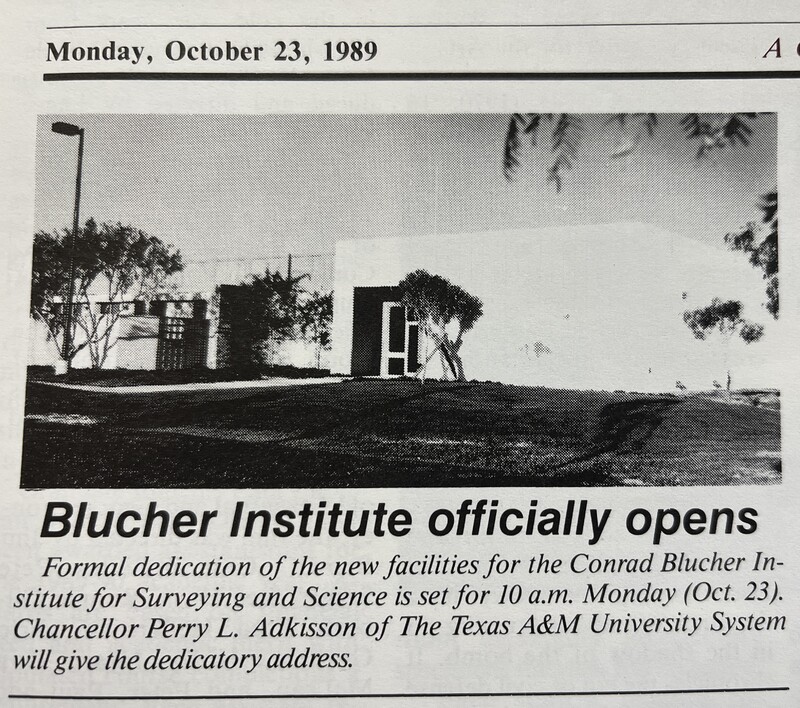 Monday, October 23, 1989
A
Blucher Institute officially opens
Formal dedication of the new facilities for the Conrad Blucher In-
stitute for Surveying and Science is set for 10 a.m. Monday (Oct. 23).
Chancellor Perry L. Adkisson of The Texas A&M University System
will give the dedicatory address.